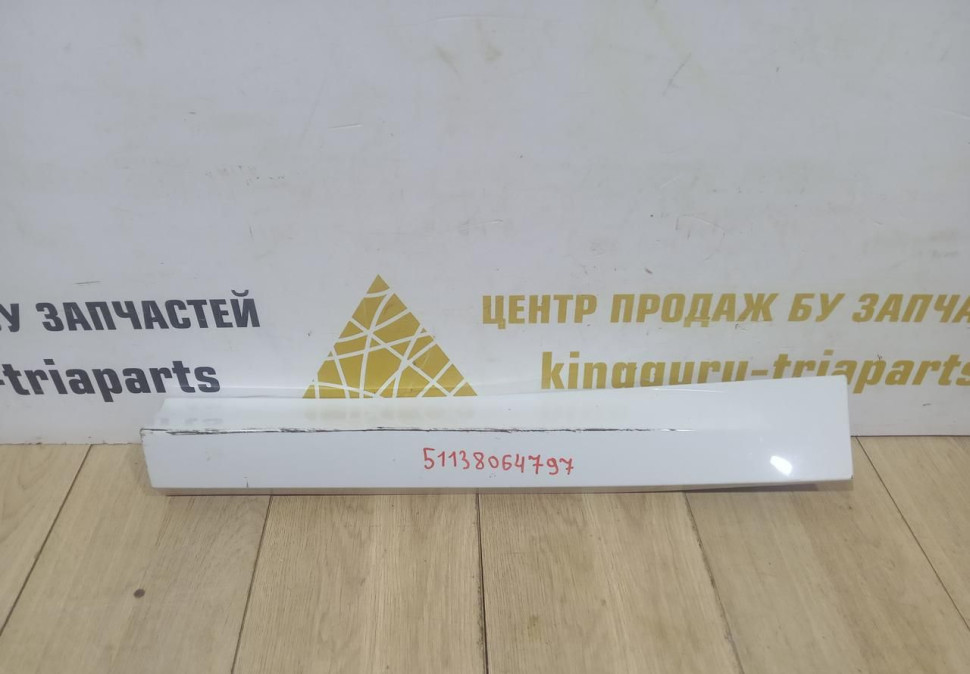 У ЗАПЧАСТЕЙ
-triaparts
ЦЕНТР ПРОДАЖ БУ ЗАПЧА
kingguru-triaparts
51138064797